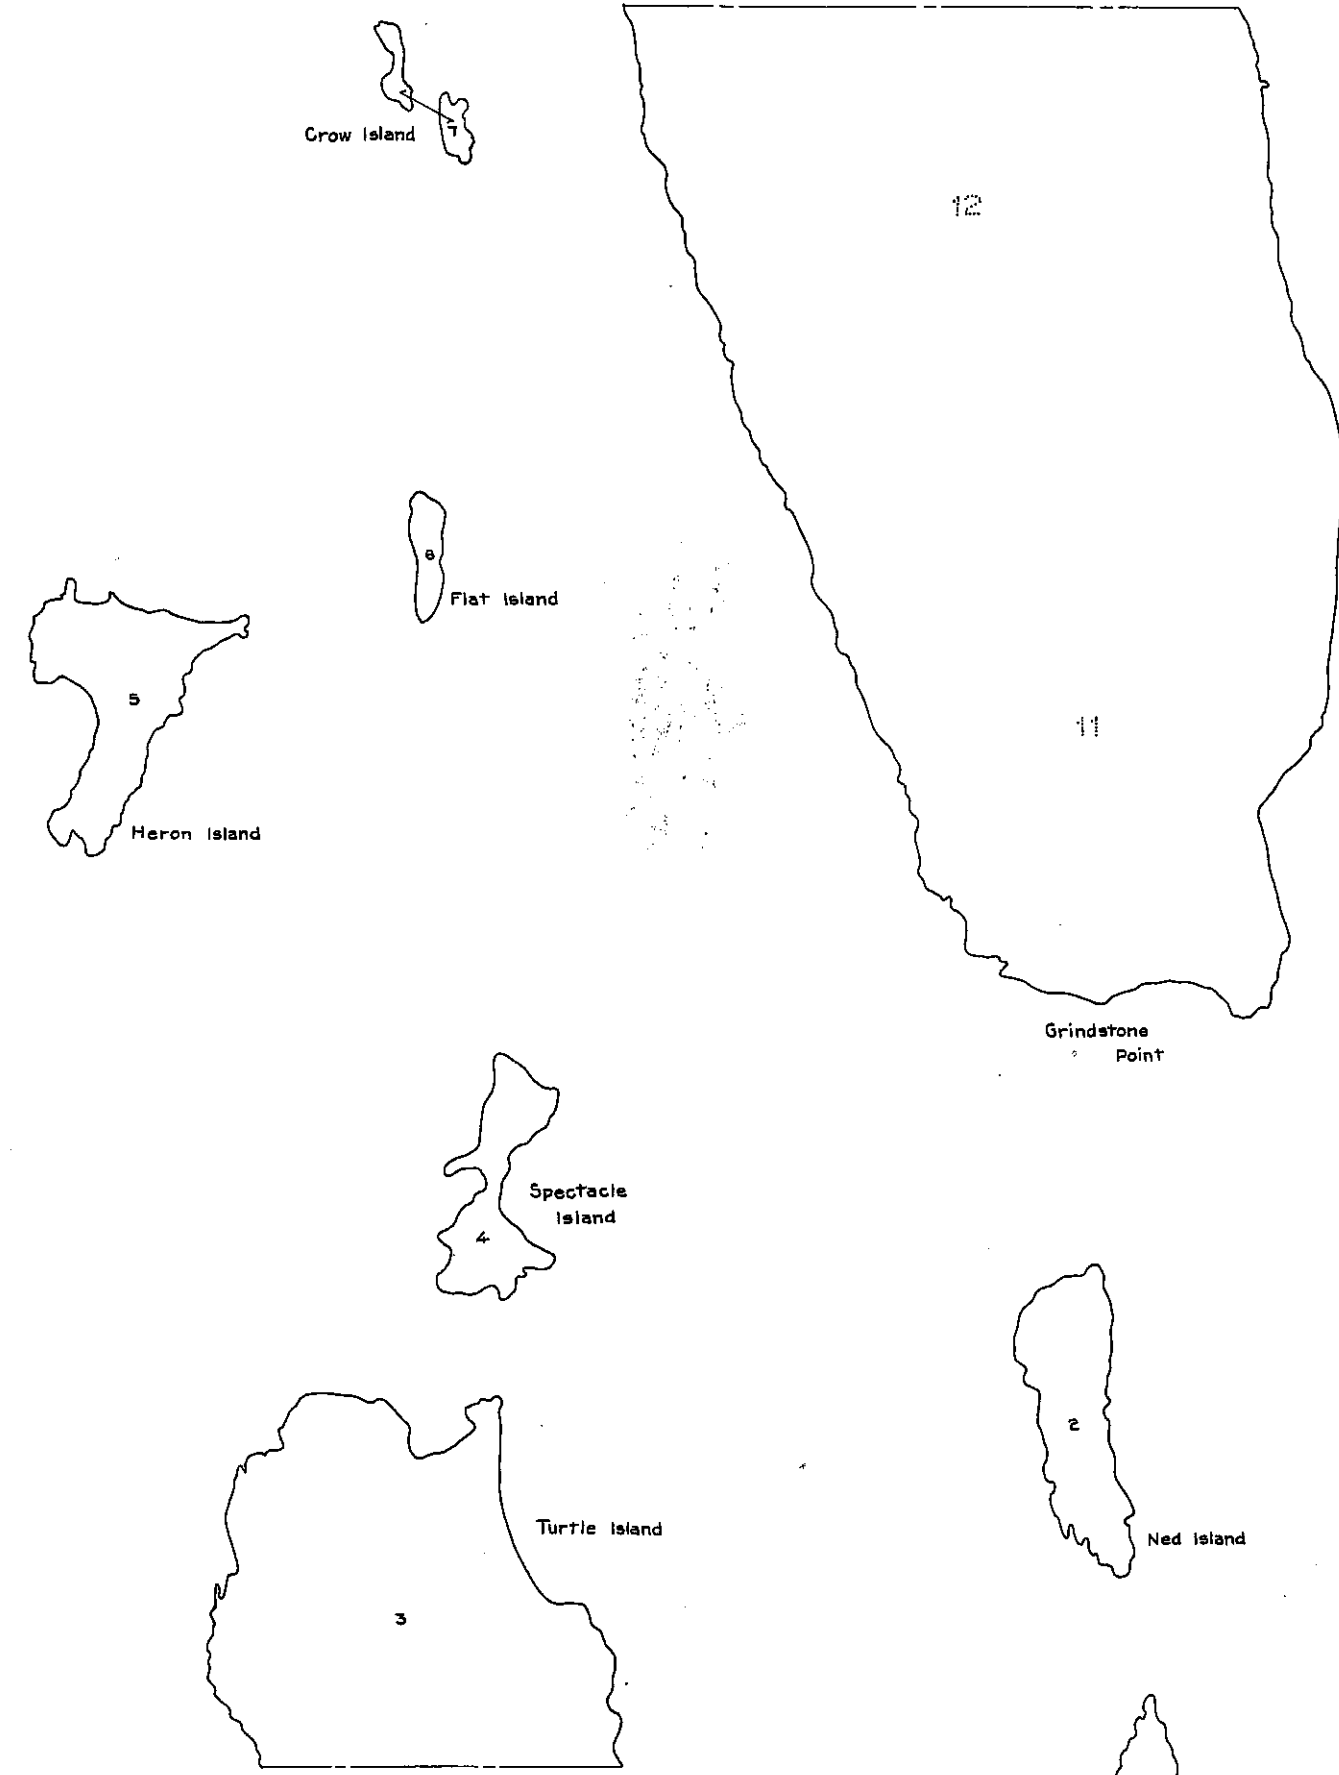 Crow Island
7
12
6
Flat Island
5
11
Heron Island
Grindstone
Point
Spectacle
Island
4
2
Turtle Island
Ned Island
3